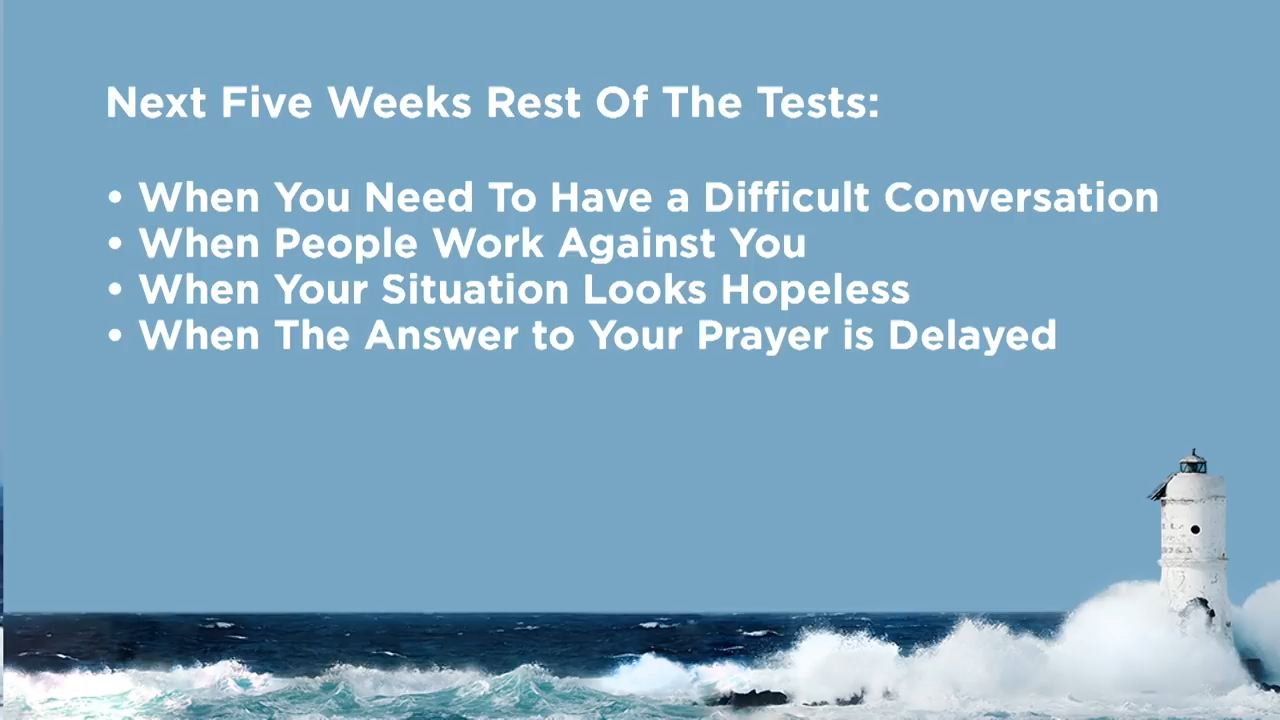 Next Five Weeks Rest Of The Tests:
• When You Need To Have a Difficult Conversation
• When People Work Against You
• When Your Situation Looks Hopeless
• When The Answer to Your Prayer is Delayed